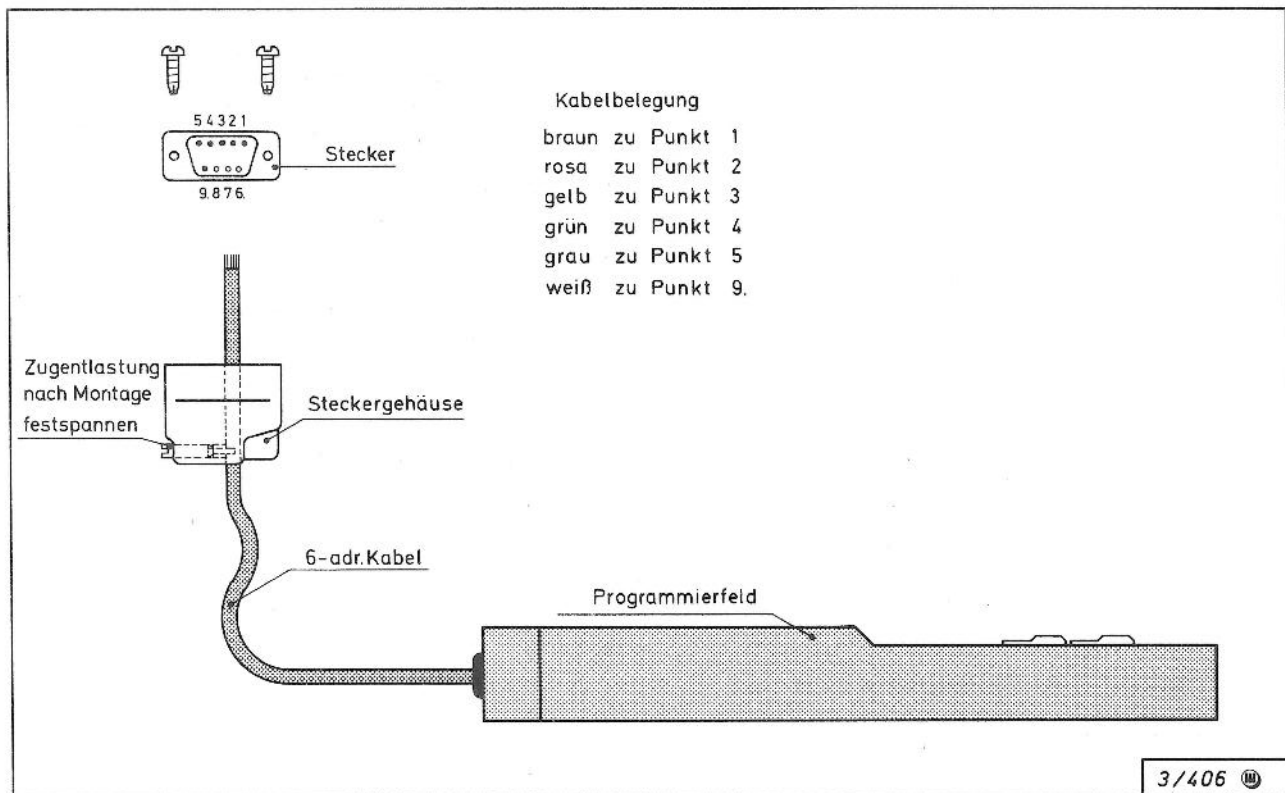 5 4 3 2 1
Stecker
9. 8 7 6.
Kabelbelegung
braun zu Punkt 1
rosa zu Punkt 2
gelb zu Punkt 3
grün zu Punkt 4
grau zu Punkt 5
weiß zu Punkt 9.
Zugentlastung
nach Montage
festspannen
Steckergehäuse
6-adr. Kabel
Programmierfeld
3/406